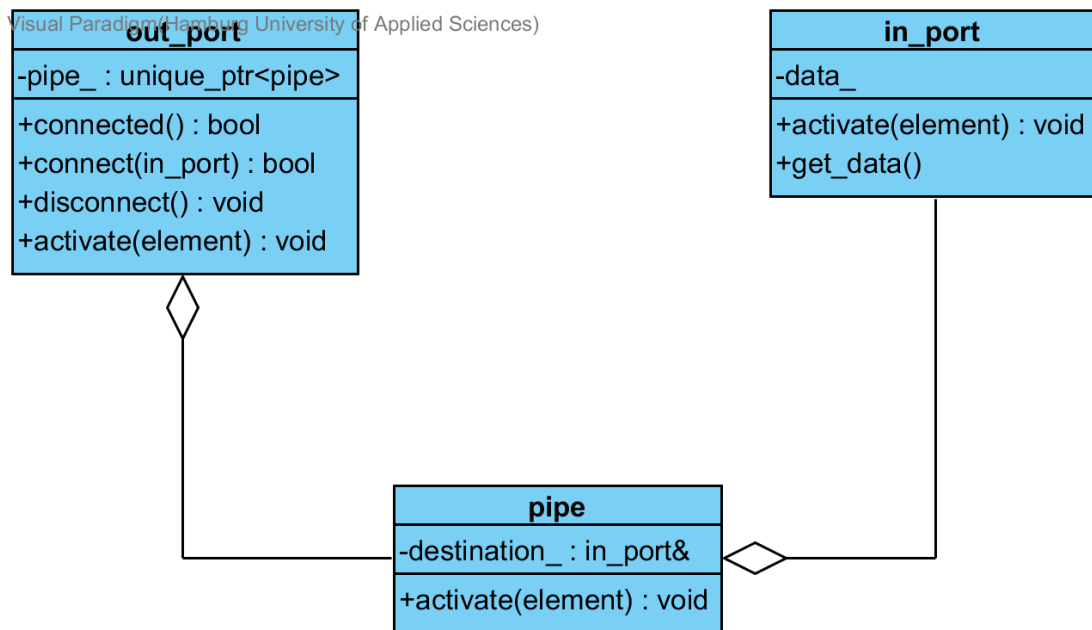 Visual Paradigm(Hamburg University of Applied Sciences)
out_port
-pipe_ : unique_ptr<pipe>
+connected() : bool
+connect(in_port) : bool
+disconnect() : void
+activate(element) : void
in_port
-data_
+activate(element) : void
+get_data()
pipe
-destination_ : in_port&
+activate(element) : void